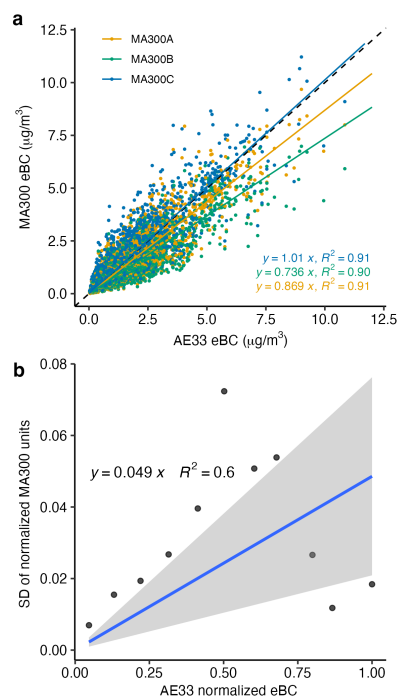 a
12.5
10.0
7.5
5.0
2.5
0.0
MA300 eBC (μg/m³)
MA300A
MA300B
MA300C
y = 1.01 x, R² = 0.91
y = 0.736 x, R² = 0.90
y = 0.869 x, R² = 0.91
0.0 2.5 5.0 7.5 10.0 12.5
AE33 eBC (μg/m³)
b
0.08
0.06
0.04
0.02
0.00
SD of normalized MA300 units
y = 0.049 x R² = 0.6
0.00 0.25 0.50 0.75 1.00
AE33 normalized eBC